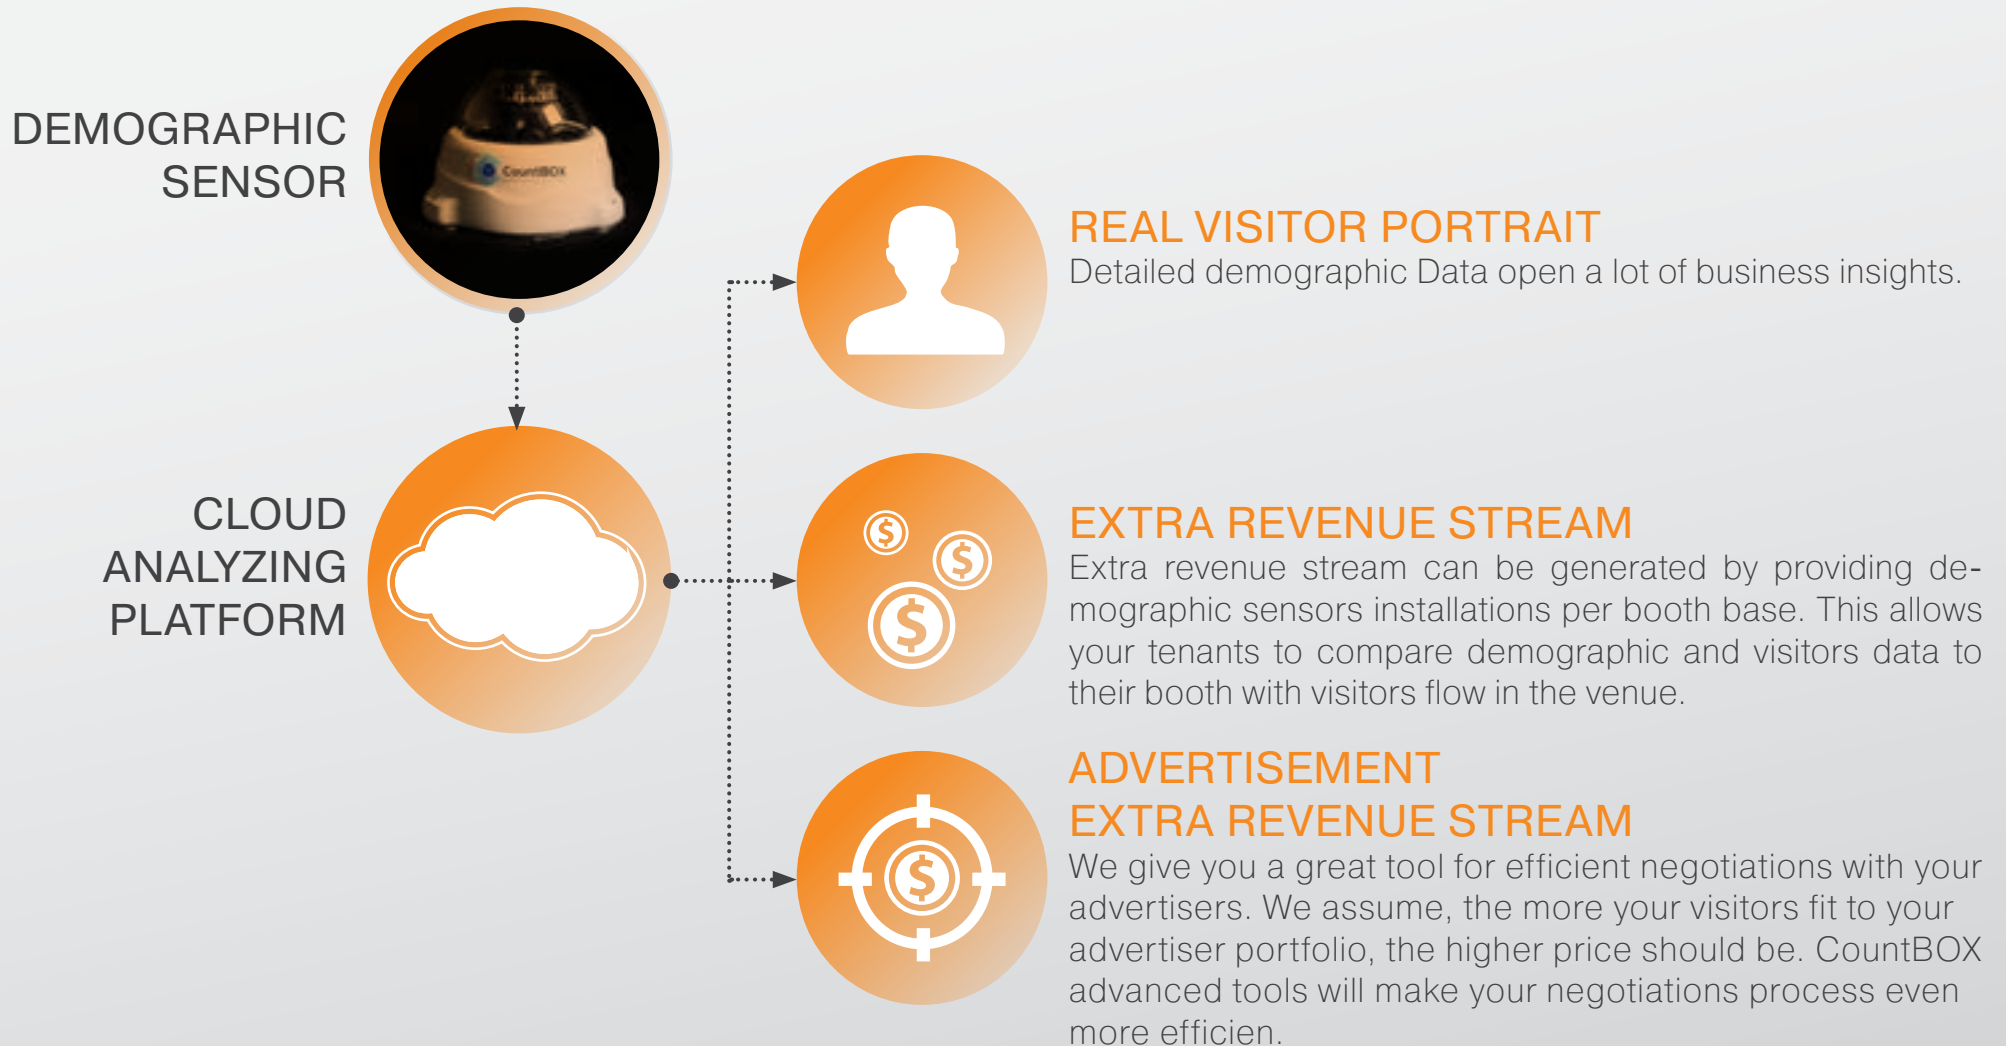 DEMOGRAPHIC
SENSOR
CountBOX
CLOUD
ANALYZING
PLATFORM
REAL VISITOR PORTRAIT
Detailed demographic Data open a lot of business insights.
$
$
$
EXTRA REVENUE STREAM
Extra revenue stream can be generated by providing de-
mographic sensors installations per booth base. This allows
your tenants to compare demographic and visitors data to
their booth with visitors flow in the venue.
$
ADVERTISEMENT
EXTRA REVENUE STREAM
We give you a great tool for efficient negotiations with your
advertisers. We assume, the more your visitors fit to your
advertiser portfolio, the higher price should be. CountBOX
advanced tools will make your negotiations process even
more efficien.